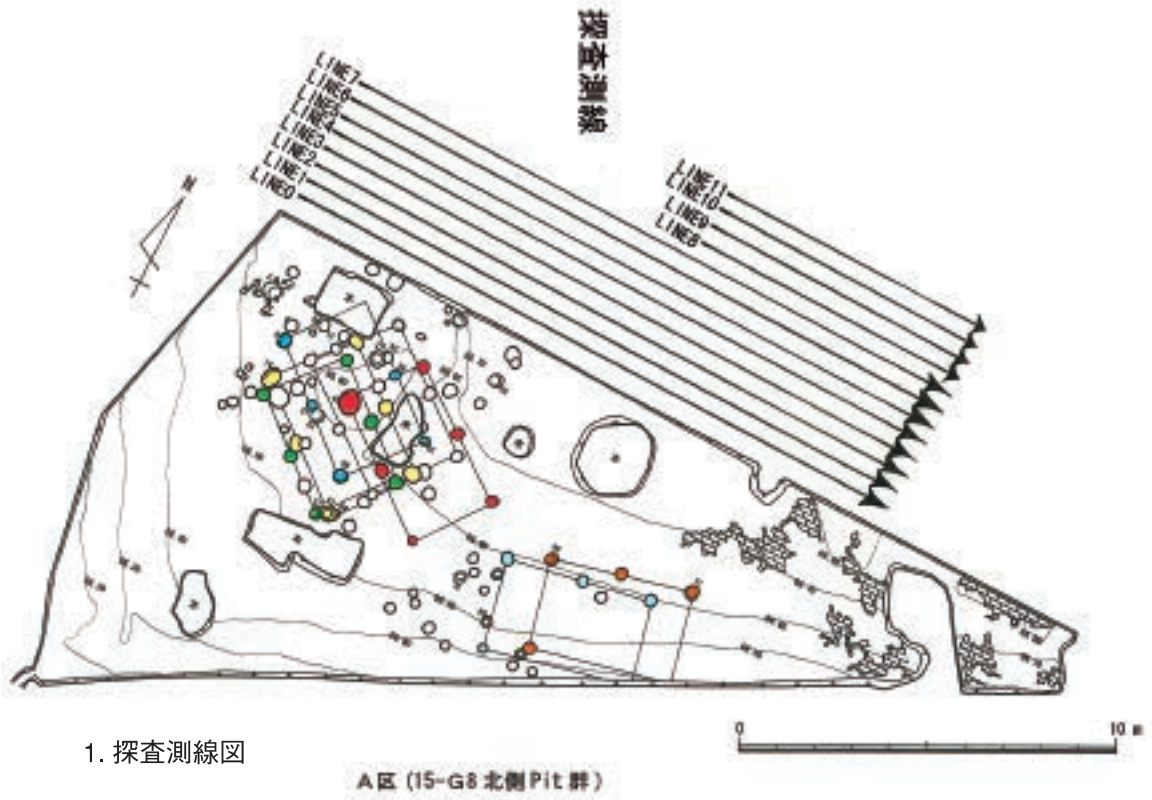 探査測線
LINE7
LINE6
LINE5
LINE4
LINE3
LINE2
LINE1
LINE0
LINE11
LINE10
LINE9
LINE8
N
0
10 m
1. 探査測線図
A区 (15-G8 北側Pit 群)